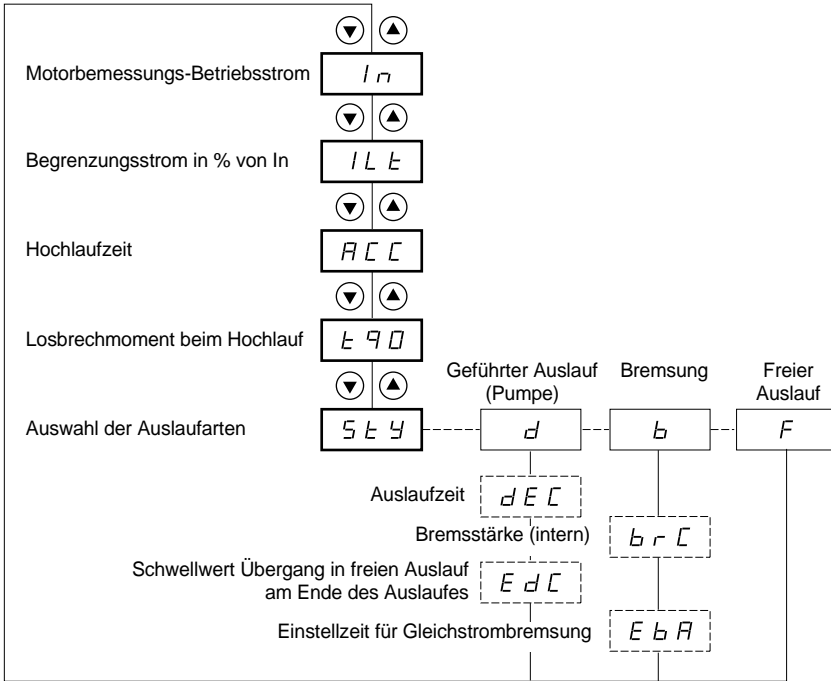 Motorbemessungs-Betriebsstrom
In
Begrenzungsstrom in % von In
ILt
Hochlaufzeit
ACC
Losbrechmoment beim Hochlauf
tq0
Auswahl der Auslaufarten
StY
Geführter Auslauf
(Pumpe)
d
Bremsung
b
Freier
Auslauf
F
Auslaufzeit
dEC
Bremsstärke (intern)
brC
Schwellwert Übergang in freien Auslauf
am Ende des Auslaufes
EdC
Einstellzeit für Gleichstrombremsung
EbA